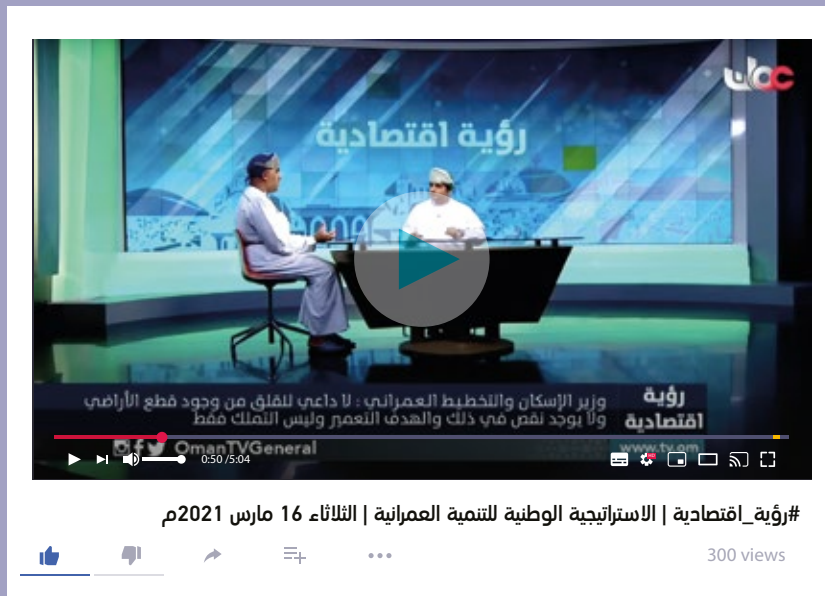 عمان
رؤية اقتصادية
وزير الإسكان والتخطيط العمراني : لا داعي للقلق من وجود قطع الأراضي
ولا يوجد نقص في ذلك والهدف التعمير وليس التملك فقط
رؤية
اقتصادية
OmanTVGeneral
www.tv.om
0:50 /5:04
HD
#رؤية_اقتصادية | الاستراتيجية الوطنية للتنمية العمرانية | الثلاثاء 16 مارس 2021م
300 views